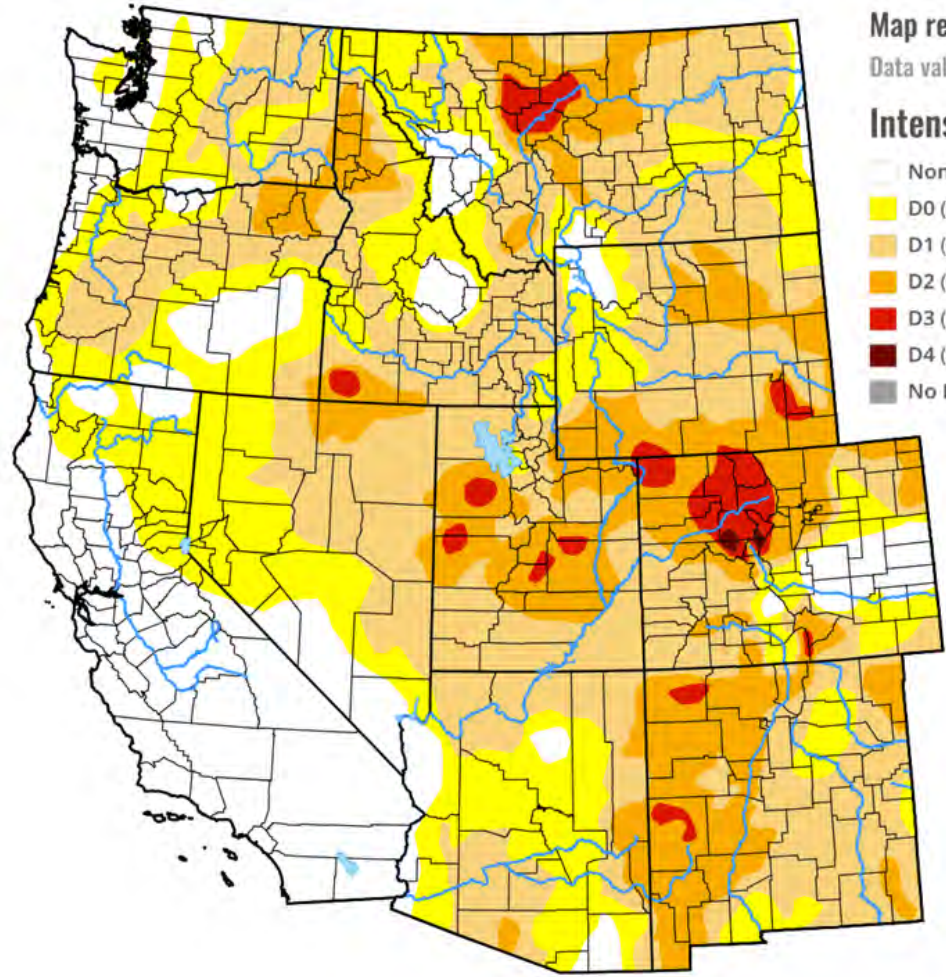 Map re
Data val
Intens
Non
D0 (
D1 (
D2 (
D3 (
D4 (
No